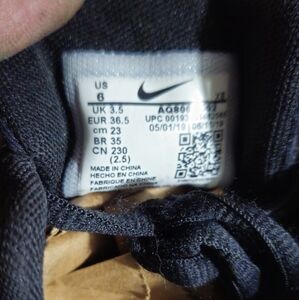 US
6
UK 3.5
EUR 36.5
cm 23
BR 35
CN 230
(2.5)
UPC 00193
05/01/19
MADE IN CHINA
HECHO EN CHINA
FABRIQUÉ EN CHINE